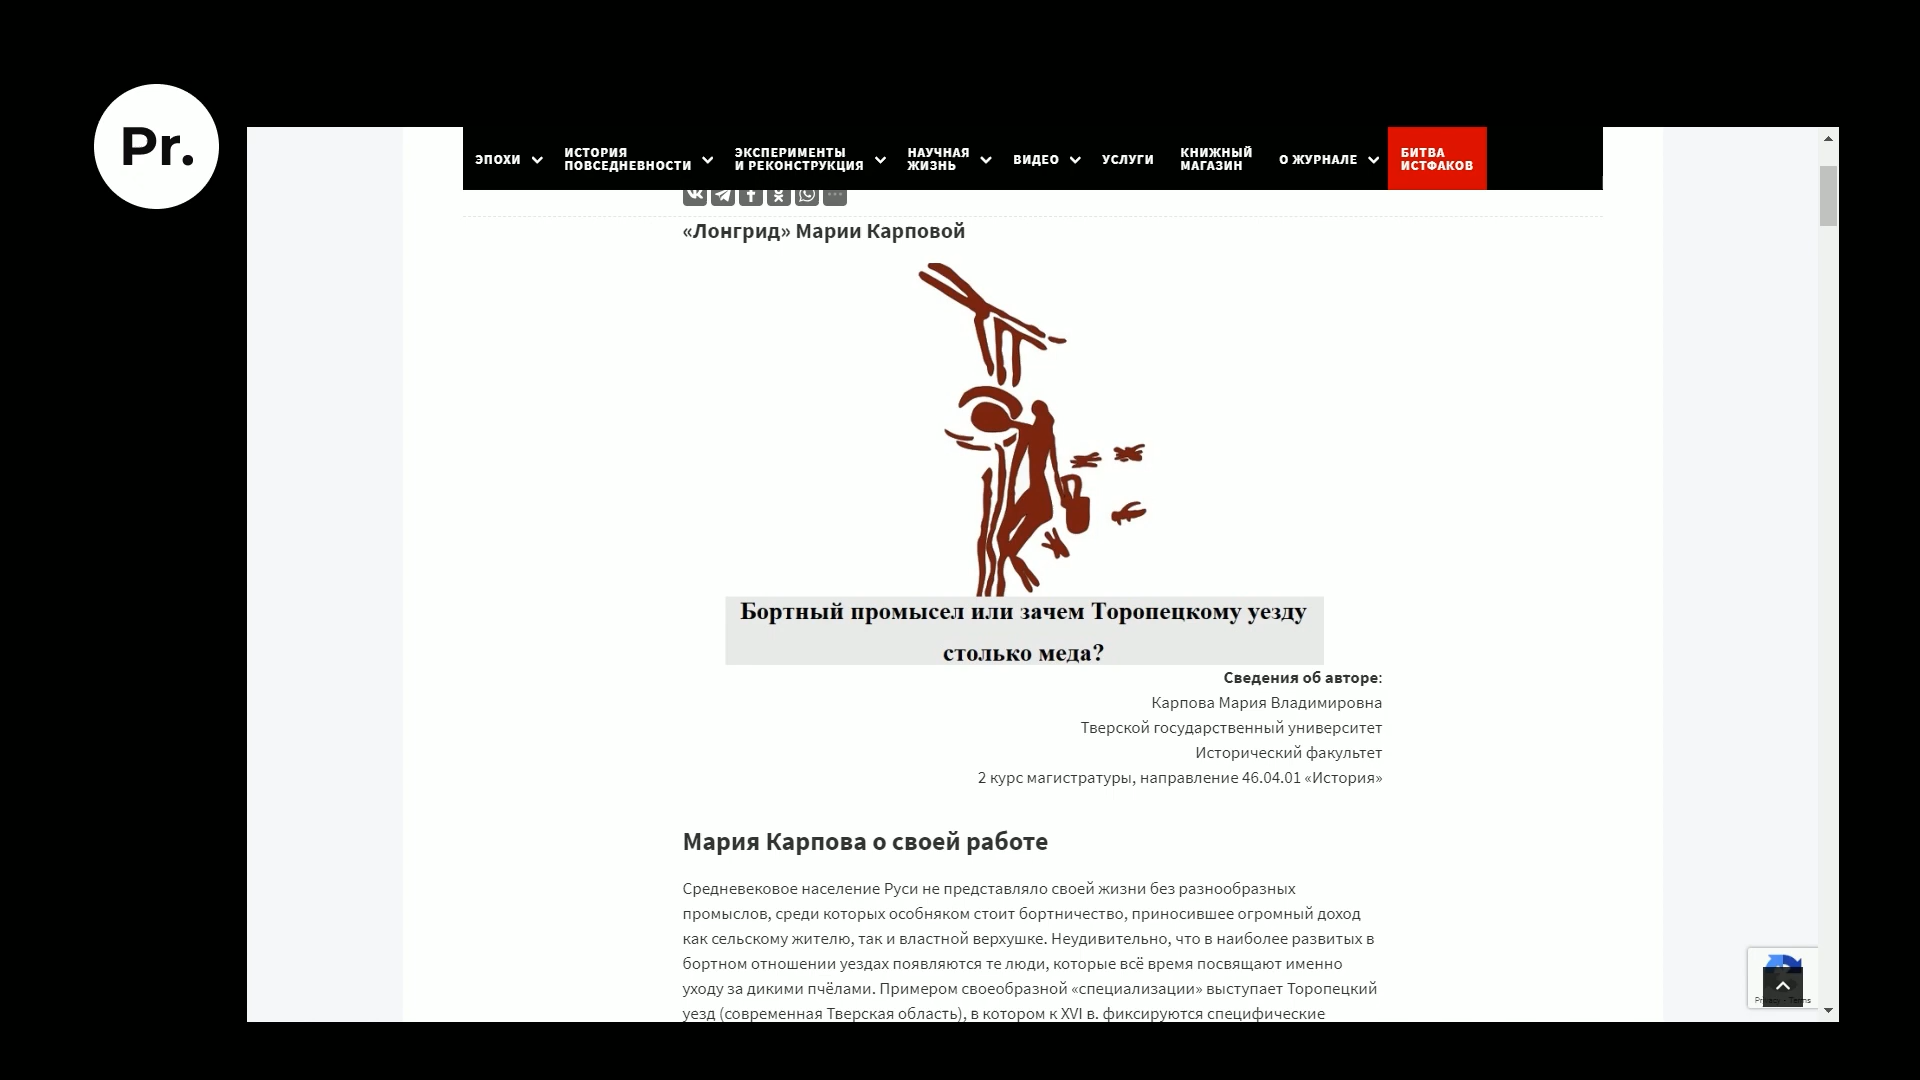 Pr.
ЭПОХИ
ИСТОРИЯ
ПОВСЕДНЕВНОСТИ
ЭКСПЕРИМЕНТЫ
И РЕКОНСТРУКЦИЯ
НАУЧНАЯ
ЖИЗНЬ
ВИДЕО
УСЛУГИ
КНИЖНЫЙ
МАГАЗИН
О ЖУРНАЛЕ
БИТВА
ИСТФАКОВ
«Лонгрид» Марии Карповой
Бортный промысел или зачем Торопецкому уезду
столько меда?
Сведения об авторе:
Карпова Мария Владимировна
Тверской государственный университет
Исторический факультет
2 курс магистратуры, направление 46.04.01 «История»
Мария Карпова о своей работе
Средневековое население Руси не представляло своей жизни без разнообразных
промыслов, среди которых особняком стоит бортничество, приносившее огромный доход
как сельскому жителю, так и властной верхушке. Неудивительно, что в наиболее развитых в
бортном отношении уездах появляются те люди, которые всё время посвящают именно
уходу за дикими пчёлами. Примером своеобразной «специализации» выступает Торопецкий
уезд (современная Тверская область), в котором к XVI в. фиксируются специфические